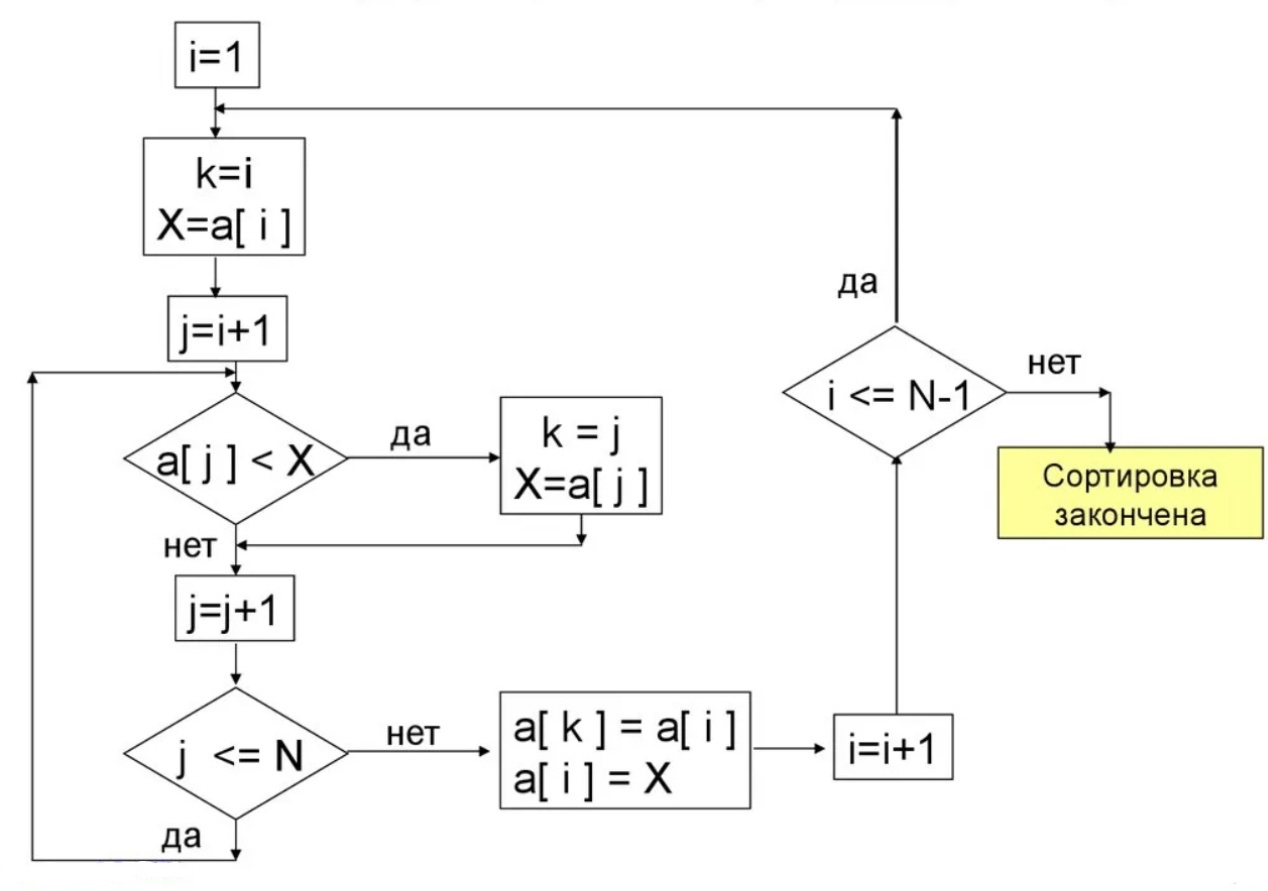 i=1
k=i
X=a[ i ]
j=i+1
a[ j ] < X
да
k = j
X=a[ j ]
нет
j=j+1
j <= N
нет
a[ k ] = a[ i ]
a[ i ] = X
i=i+1
да
i <= N-1
да
нет
Сортировка
закончена